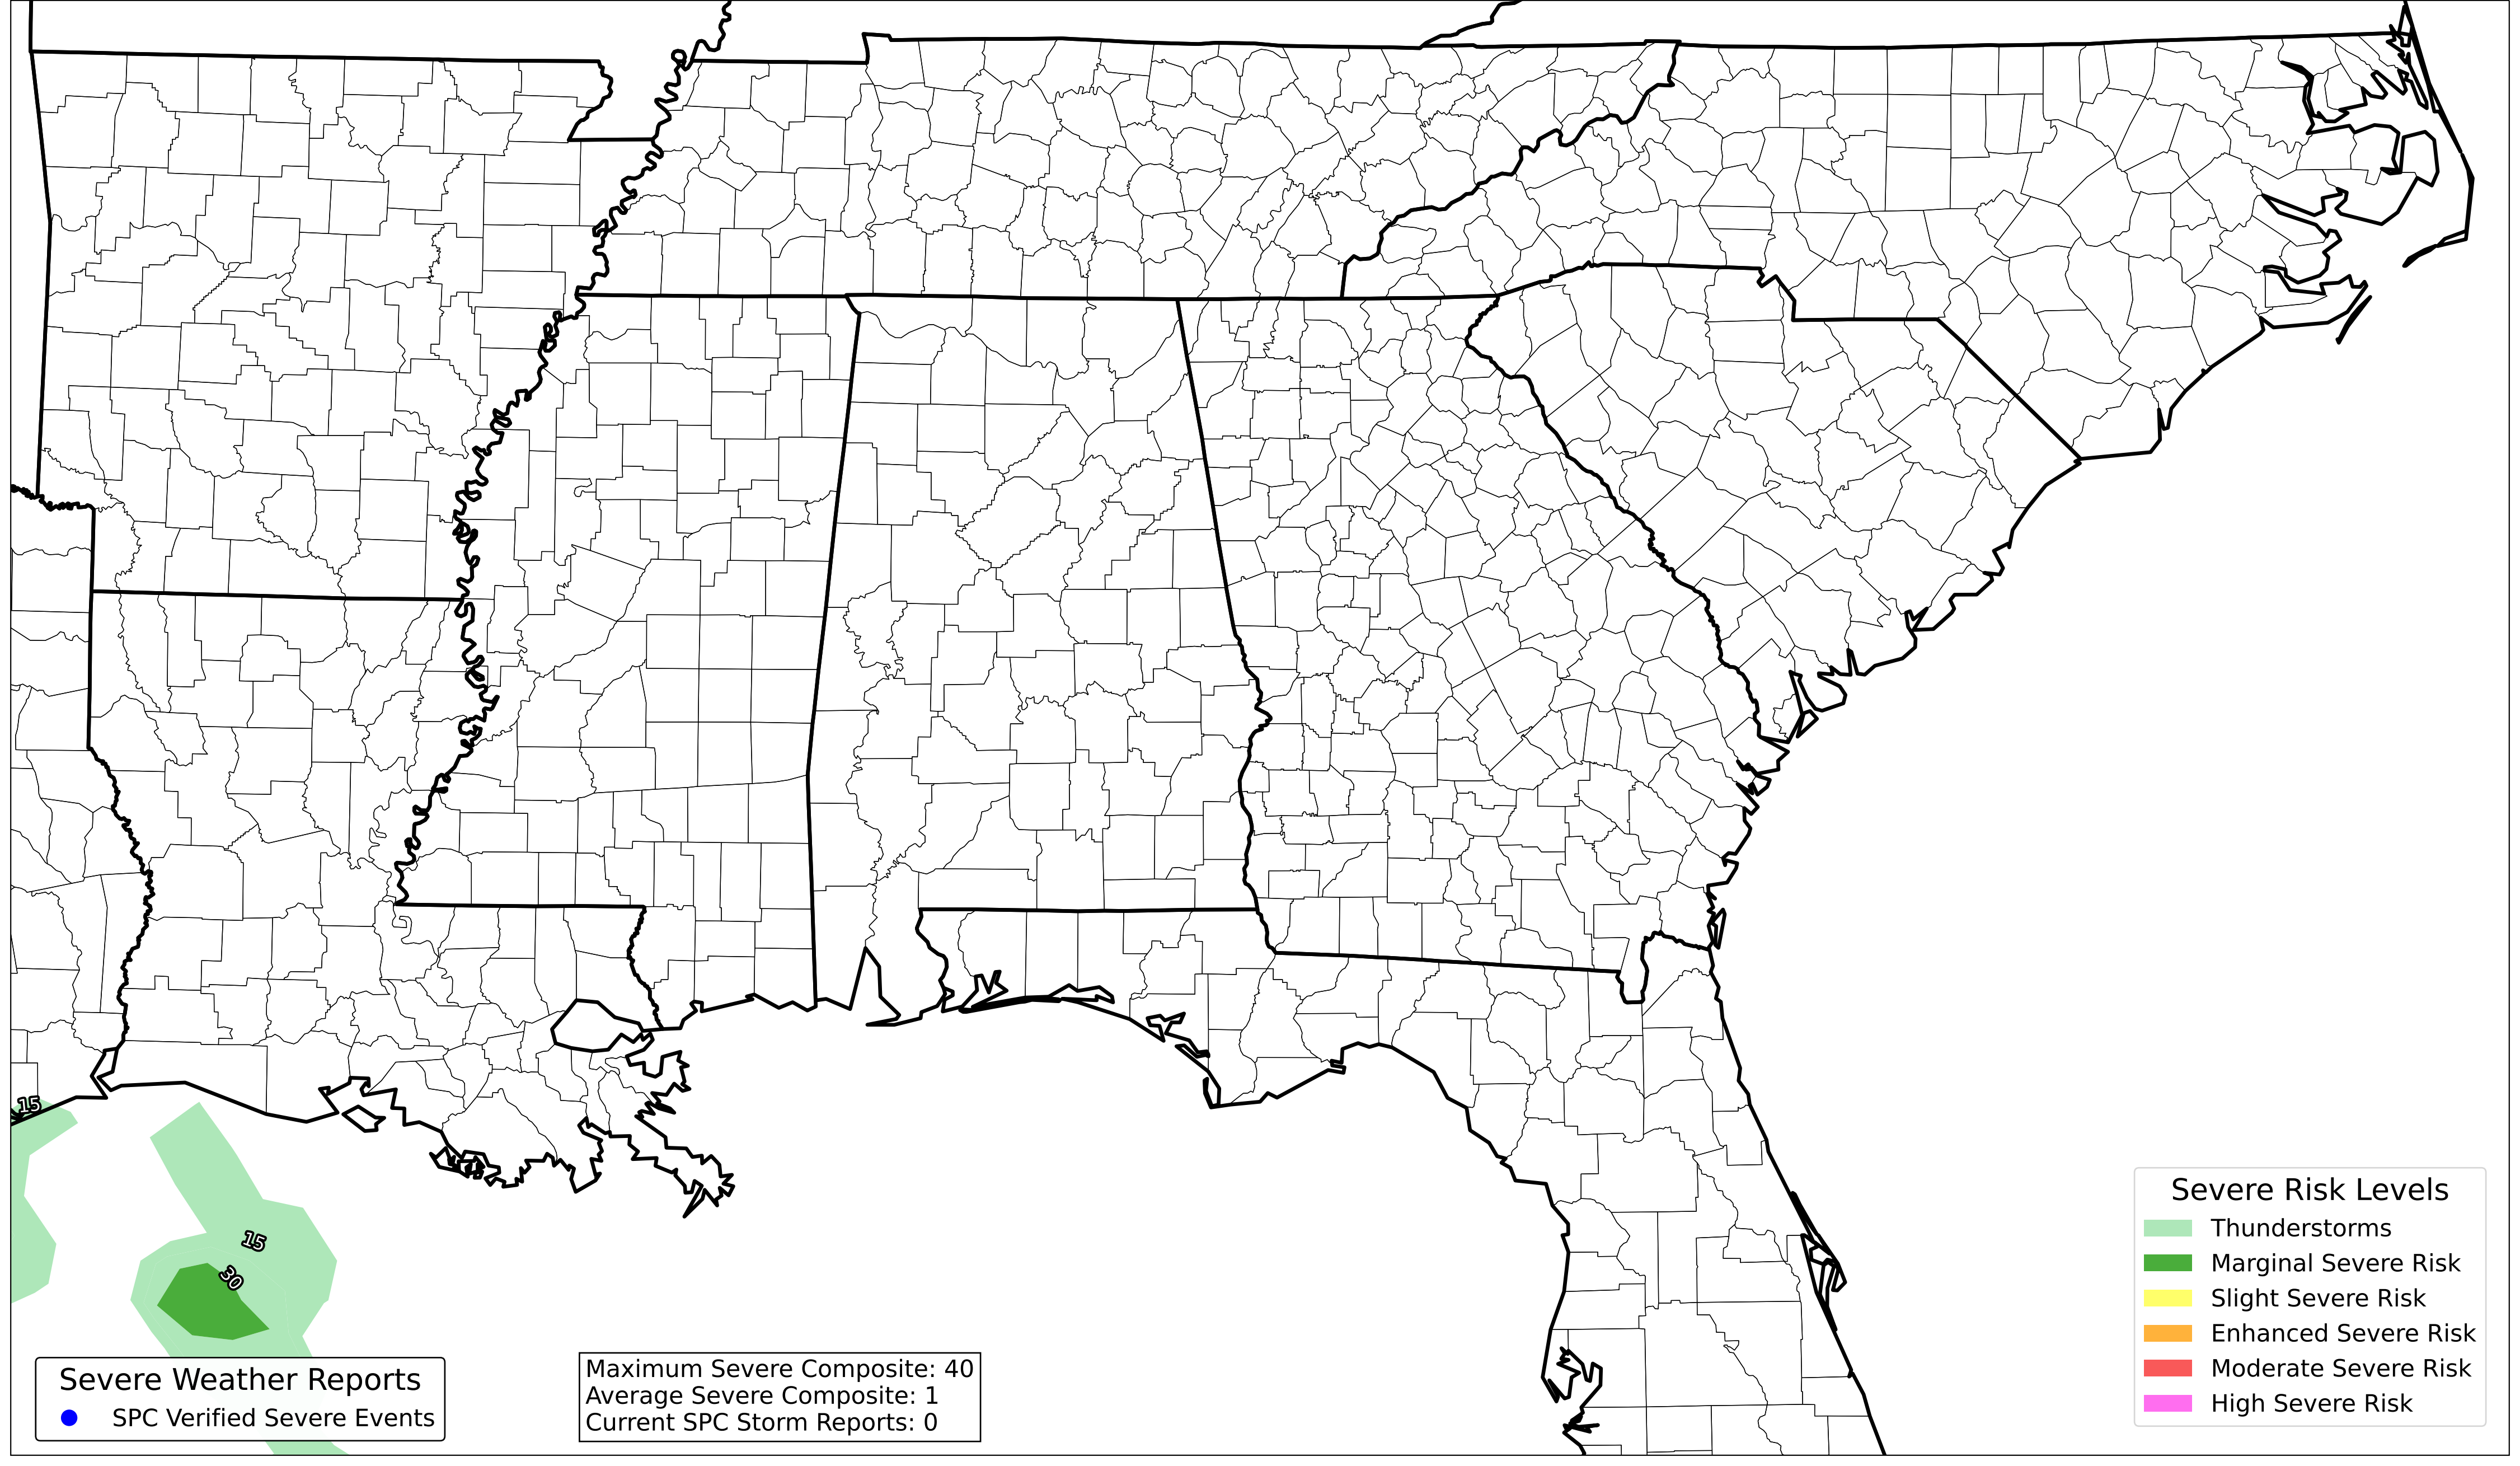 15
15
30
Severe Weather Reports
SPC Verified Severe Events
Maximum Severe Composite: 40
Average Severe Composite: 1
Current SPC Storm Reports: 0
Severe Risk Levels
Thunderstorms
Marginal Severe Risk
Slight Severe Risk
Enhanced Severe Risk
Moderate Severe Risk
High Severe Risk